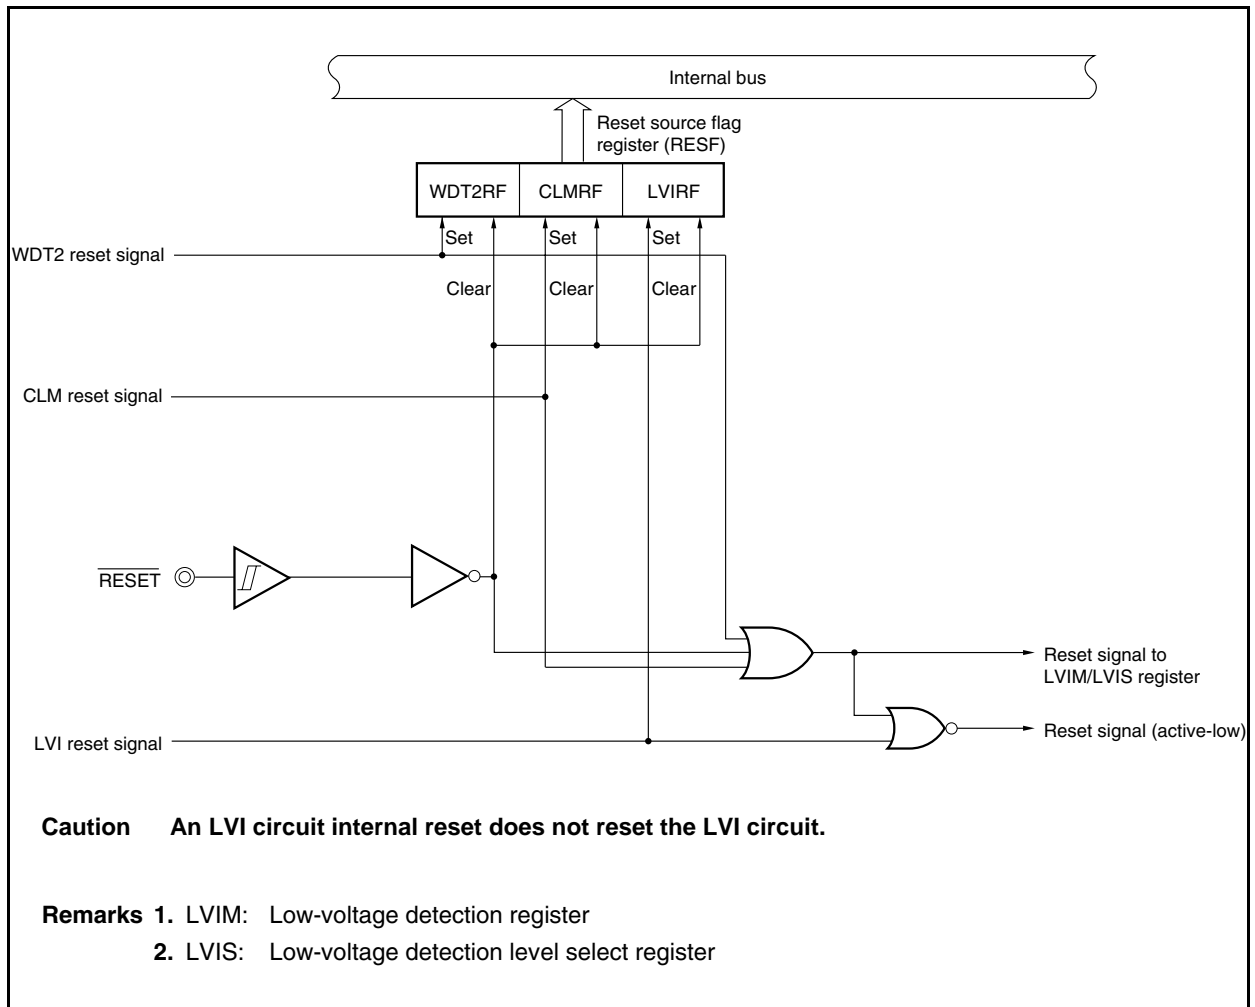 Internal bus
Reset source flag
register (RESF)
WDT2RF CLMRF LVIRF
Set Set Set
WDT2 reset signal
Clear Clear Clear
CLM reset signal
RESET
Reset signal to
LVIM/LVIS register
Reset signal (active-low)
LVI reset signal
Caution An LVI circuit internal reset does not reset the LVI circuit.
Remarks 1. LVIM: Low-voltage detection register
2. LVIS: Low-voltage detection level select register